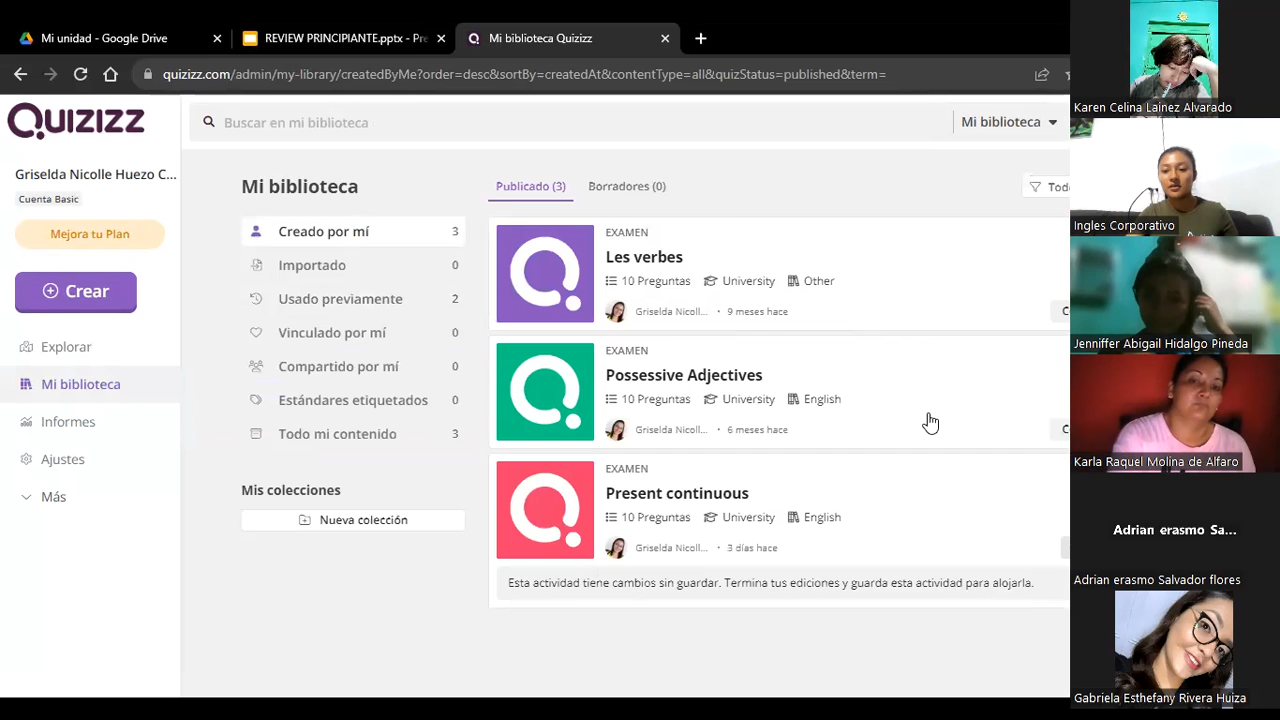 Mi unidad - Google Drive
REVIEW PRINCIPIANTE.pptx - Pre
Mi biblioteca Quizizz
quizizz.com/admin/my-library/createdByMe?order=desc&sortBy=createdAt&contentType=all&quizStatus=published&term=
Quizizz
Buscar en mi biblioteca
Mi biblioteca
Griselda Nicolle Huezo C...
Cuenta Basic
Mejora tu Plan
Crear
Explorar
Mi biblioteca
Informes
Ajustes
Más
Mi biblioteca
Creado por mí 3
Importado 0
Usado previamente 2
Vinculado por mí 0
Compartido por mí 0
Estándares etiquetados 0
Todo mi contenido 3
Mis colecciones
Nueva colección
Publicado (3) Borradores (0)
EXAMEN
Les verbes
10 Preguntas University Other
Griselda Nicoll... • 9 meses hace
EXAMEN
Possessive Adjectives
10 Preguntas University English
Griselda Nicoll... • 6 meses hace
EXAMEN
Present continuous
10 Preguntas University English
Griselda Nicoll... • 3 días hace
Esta actividad tiene cambios sin guardar. Termina tus ediciones y guarda esta actividad para alojarla.
Karen Celina Lainez Alvarado
Ingles Corporativo
Jenniffer Abigail Hidalgo Pineda
Karla Raquel Molina de Alfaro
Adrian erasmo Sa...
Adrian erasmo Salvador flores
Gabriela Esthefany Rivera Huiza